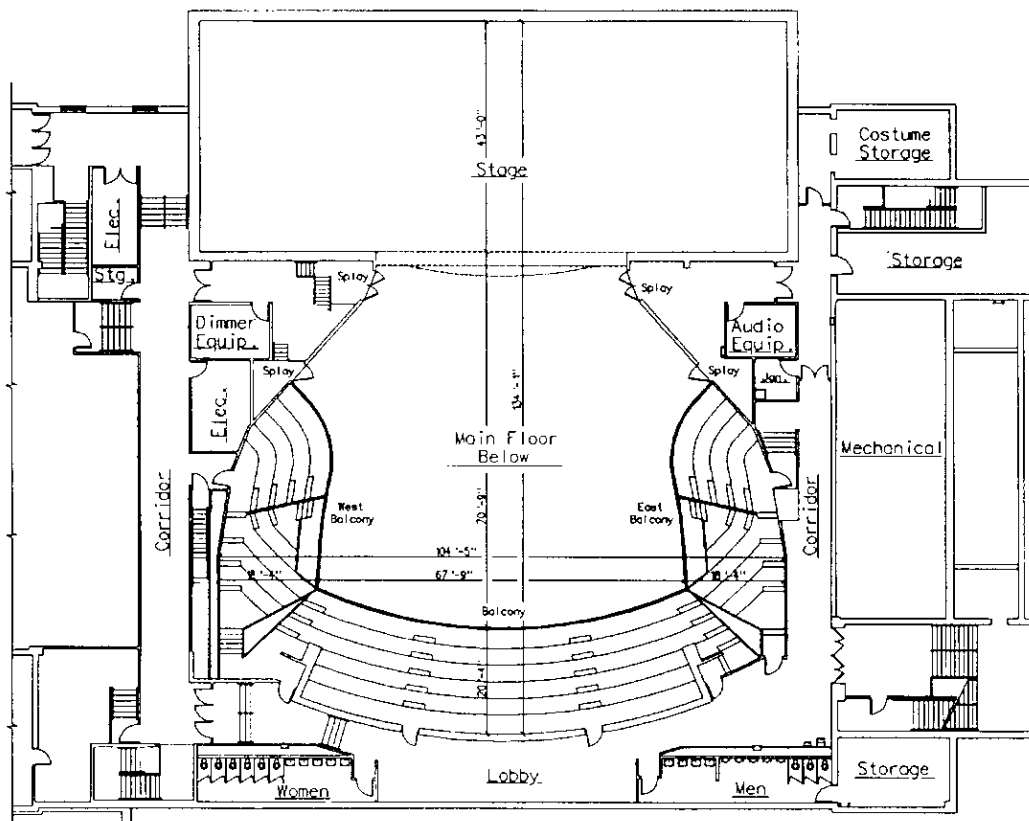 43'-0"
Costume
Storage
Stage
Elec.
Stg.
Storage
Splay
Splay
Dimmer
Equip.
Audio
Equip.
Splay
Splay
Jan.
134'-1"
Elec.
Main Floor
Below
Mechanical
West
Balcony
East
Balcony
70'-9"
Corridor
Corridor
104'-5"
18'-4"
67'-9"
18'-4"
Balcony
20'-4"
Lobby
Storage
Women
Men